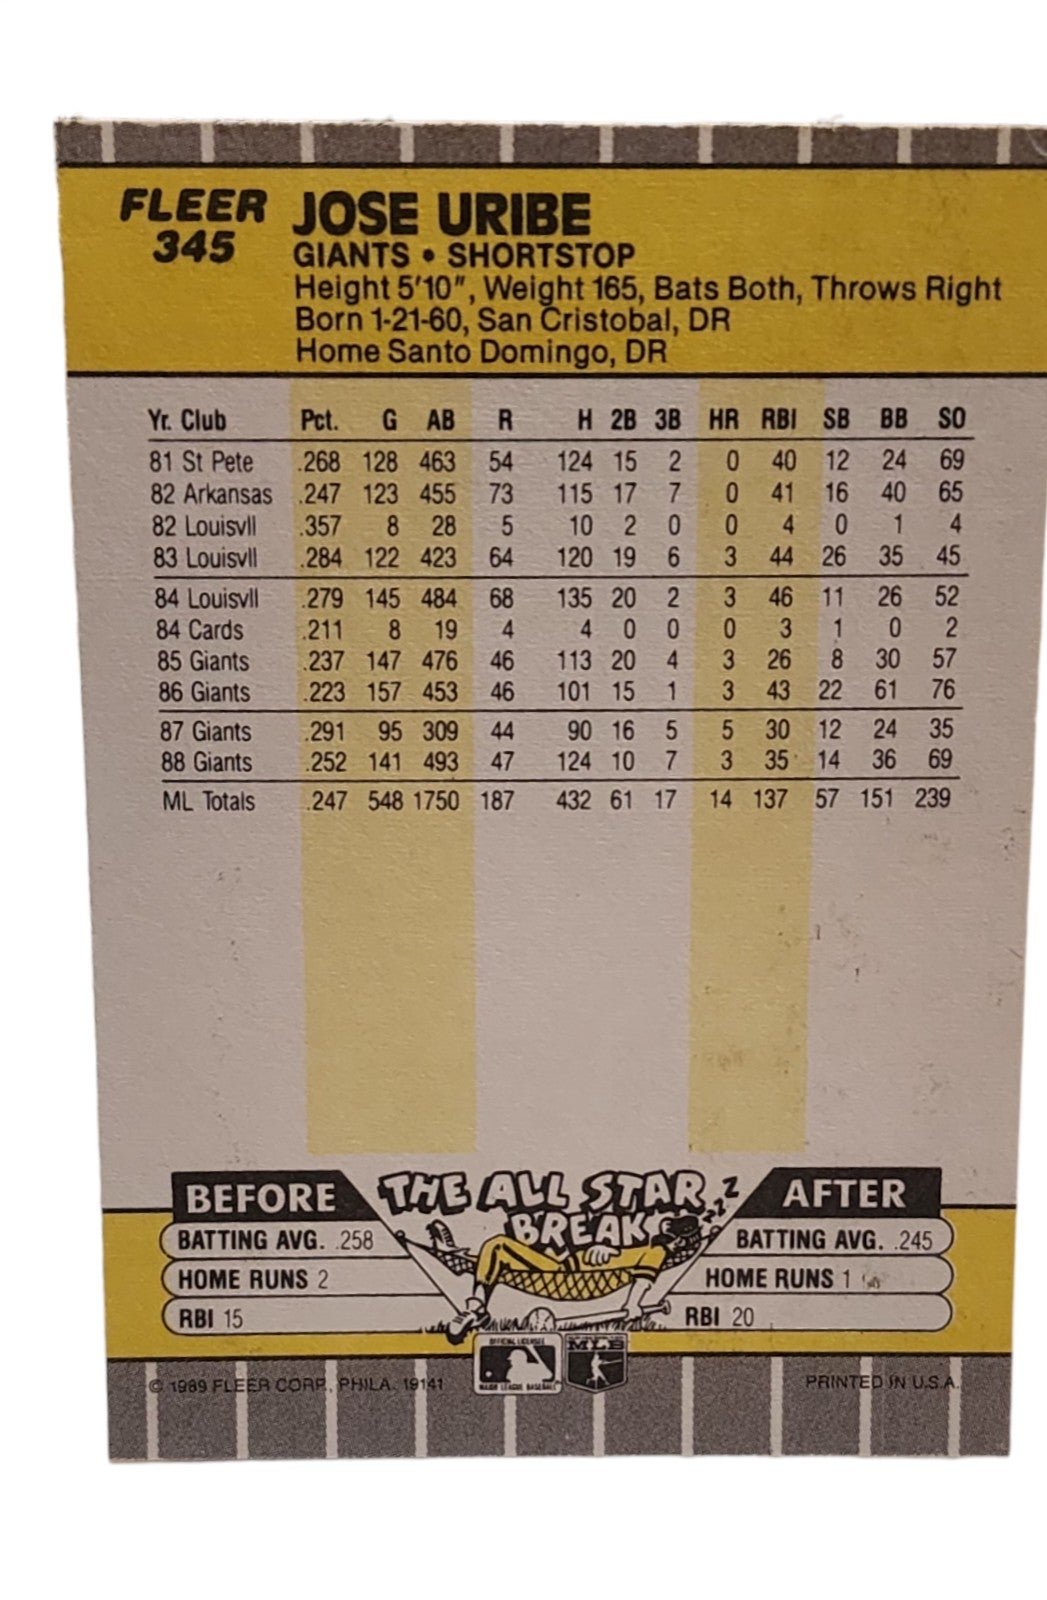 FLEER 345
JOSE URIBE
GIANTS • SHORTSTOP
Height 5'10", Weight 165, Bats Both, Throws Right
Born 1-21-60, San Cristobal, DR
Home Santo Domingo, DR
Yr. Club Pct. G AB R H 2B 3B HR RBI SB BB SO
81 St Pete .268 128 463 54 124 15 2 0 40 12 24 69
82 Arkansas .247 123 455 73 115 17 7 0 41 16 40 65
82 Louisvll .357 8 28 5 10 2 0 0 4 0 1 4
83 Louisvll .284 122 423 64 120 19 6 3 44 26 35 45
84 Louisvll .279 145 484 68 135 20 2 3 46 11 26 52
84 Cards .211 8 19 4 4 0 0 0 3 1 0 2
85 Giants .237 147 476 46 113 20 4 3 26 8 30 57
86 Giants .223 157 453 46 101 15 1 3 43 22 61 76
87 Giants .291 95 309 44 90 16 5 5 30 12 24 35
88 Giants .252 141 493 47 124 10 7 3 35 14 36 69
ML Totals .247 548 1750 187 432 61 17 14 137 57 151 239
THE ALL STAR BREAK
ZZZZ
BEFORE
BATTING AVG. .258
HOME RUNS 2
RBI 15
AFTER
BATTING AVG. .245
HOME RUNS 1
RBI 20
OFFICIAL LICENSEE
MAJOR LEAGUE BASEBALL
MLB
© 1989 FLEER CORP., PHILA. 19141
PRINTED IN U.S.A.